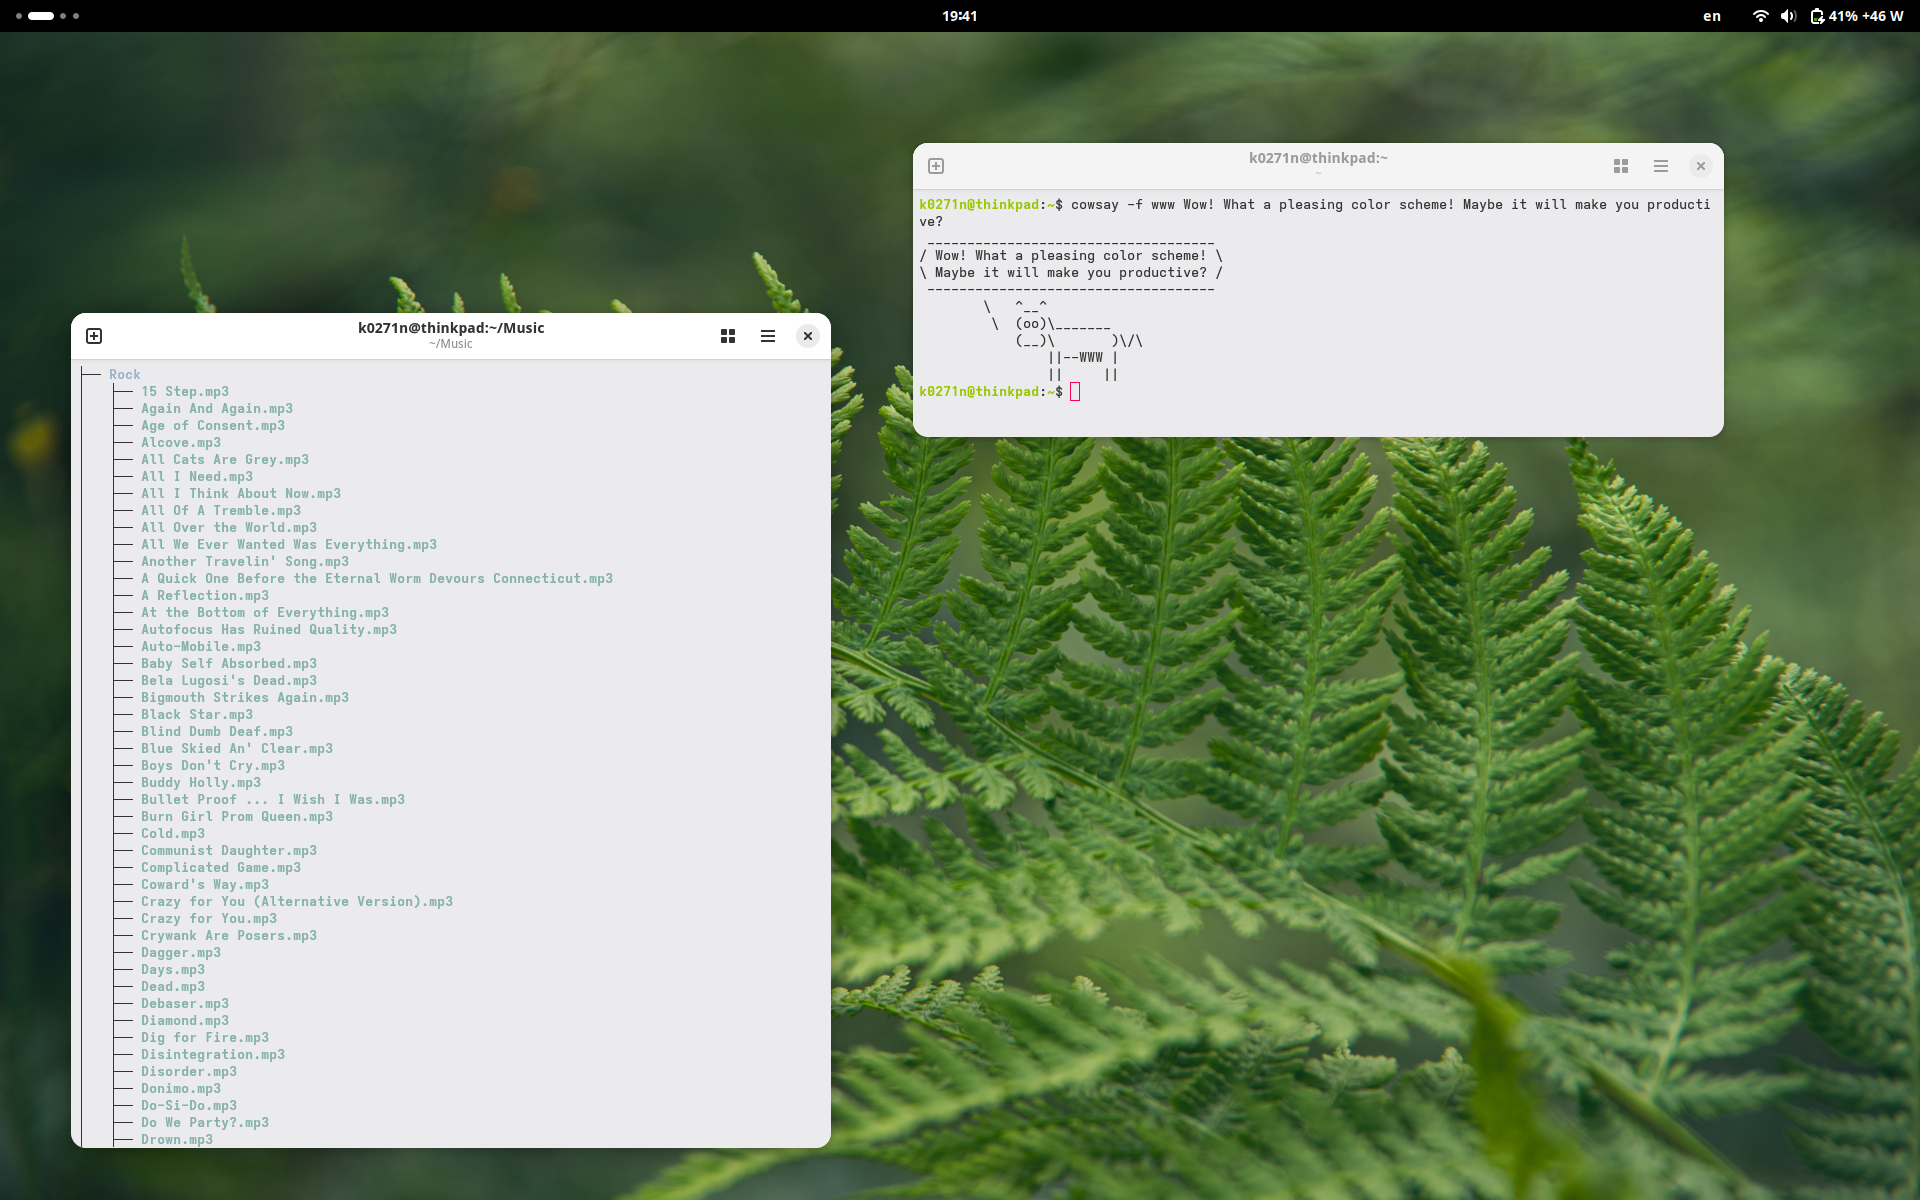 19:41
en
41% +46 W
k0271n@thinkpad:~
~
k0271n@thinkpad:~$ cowsay -f www Wow! What a pleasing color scheme! Maybe it will make you producti
ve?
 ____________________________________
/ Wow! What a pleasing color scheme! \
\ Maybe it will make you productive? /
 ------------------------------------
        \   ^__^
         \  (oo)\_______
            (__)\       )\/\
                ||--WWW |
                ||     ||
k0271n@thinkpad:~$
k0271n@thinkpad:~/Music
~/Music
├── Rock
│   ├── 15 Step.mp3
│   ├── Again And Again.mp3
│   ├── Age of Consent.mp3
│   ├── Alcove.mp3
│   ├── All Cats Are Grey.mp3
│   ├── All I Need.mp3
│   ├── All I Think About Now.mp3
│   ├── All Of A Tremble.mp3
│   ├── All Over the World.mp3
│   ├── All We Ever Wanted Was Everything.mp3
│   ├── Another Travelin' Song.mp3
│   ├── A Quick One Before the Eternal Worm Devours Connecticut.mp3
│   ├── A Reflection.mp3
│   ├── At the Bottom of Everything.mp3
│   ├── Autofocus Has Ruined Quality.mp3
│   ├── Auto-Mobile.mp3
│   ├── Baby Self Absorbed.mp3
│   ├── Bela Lugosi's Dead.mp3
│   ├── Bigmouth Strikes Again.mp3
│   ├── Black Star.mp3
│   ├── Blind Dumb Deaf.mp3
│   ├── Blue Skied An' Clear.mp3
│   ├── Boys Don't Cry.mp3
│   ├── Buddy Holly.mp3
│   ├── Bullet Proof ... I Wish I Was.mp3
│   ├── Burn Girl Prom Queen.mp3
│   ├── Cold.mp3
│   ├── Communist Daughter.mp3
│   ├── Complicated Game.mp3
│   ├── Coward's Way.mp3
│   ├── Crazy for You (Alternative Version).mp3
│   ├── Crazy for You.mp3
│   ├── Crywank Are Posers.mp3
│   ├── Dagger.mp3
│   ├── Days.mp3
│   ├── Dead.mp3
│   ├── Debaser.mp3
│   ├── Diamond.mp3
│   ├── Dig for Fire.mp3
│   ├── Disintegration.mp3
│   ├── Disorder.mp3
│   ├── Donimo.mp3
│   ├── Do-Si-Do.mp3
│   ├── Do We Party?.mp3
│   ├── Drown.mp3